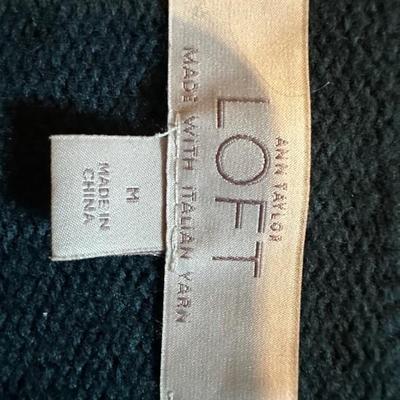 ANN TAYLOR
LOFT
MADE WITH ITALIAN YARN
M
MADE IN
CHINA